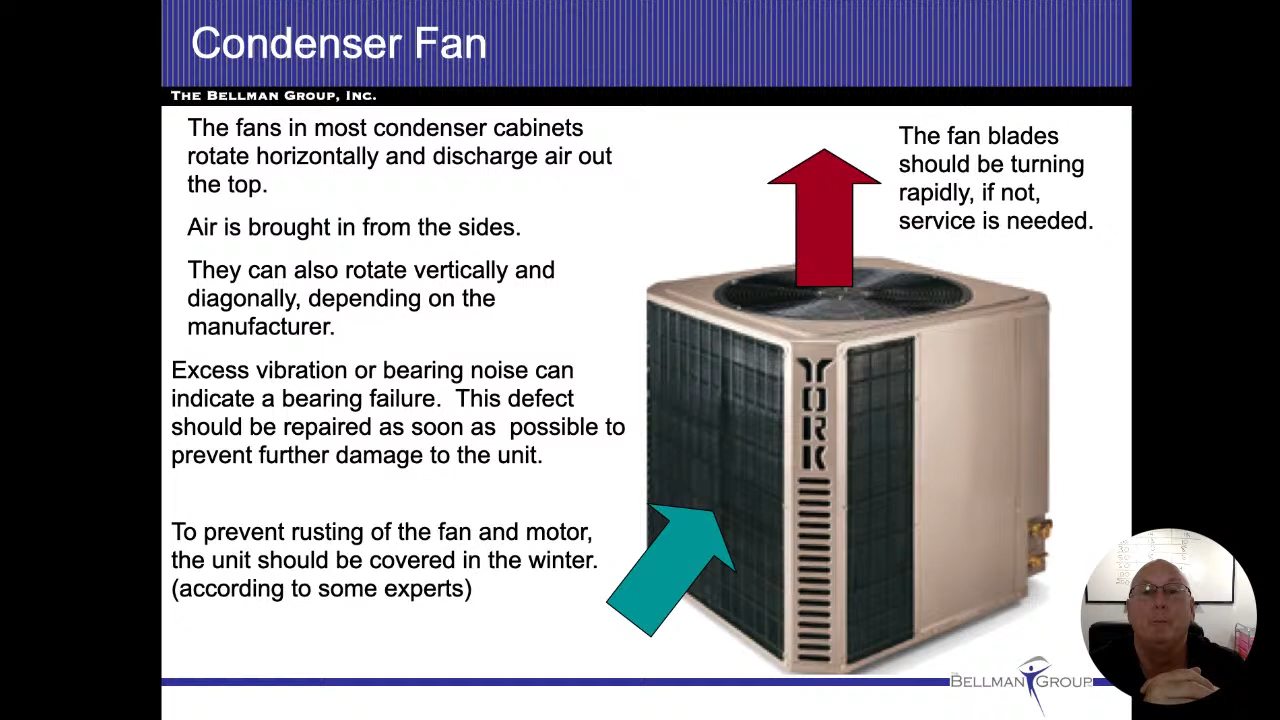 Condenser Fan
The Bellman Group, Inc.
The fans in most condenser cabinets
rotate horizontally and discharge air out
the top.
Air is brought in from the sides.
They can also rotate vertically and
diagonally, depending on the
manufacturer.
Excess vibration or bearing noise can
indicate a bearing failure.  This defect
should be repaired as soon as  possible to
prevent further damage to the unit.
To prevent rusting of the fan and motor,
the unit should be covered in the winter.
(according to some experts)
The fan blades
should be turning
rapidly, if not,
service is needed.
YORK
THE
BELLMAN GROUP